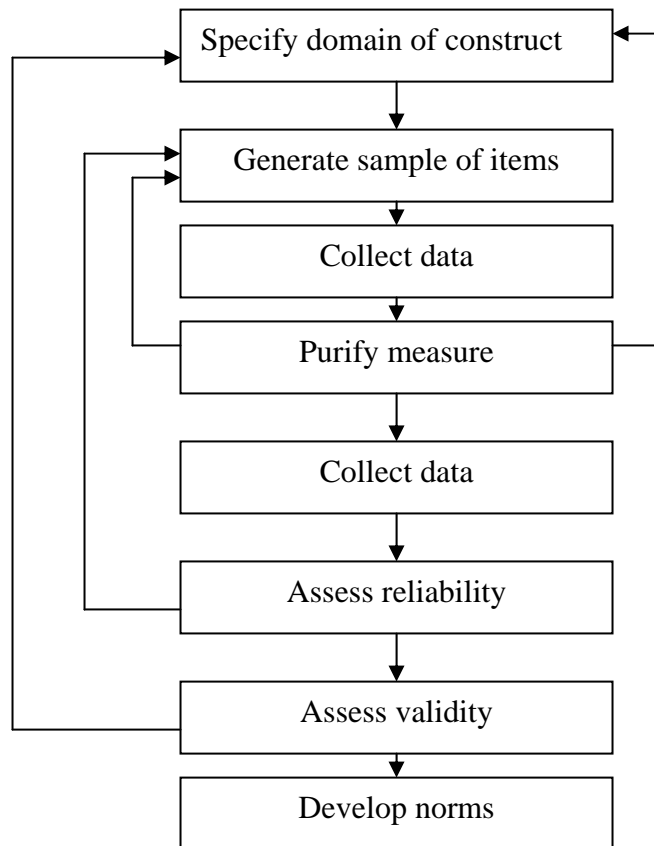 Specify domain of construct
Generate sample of items
Collect data
Purify measure
Collect data
Assess reliability
Assess validity
Develop norms